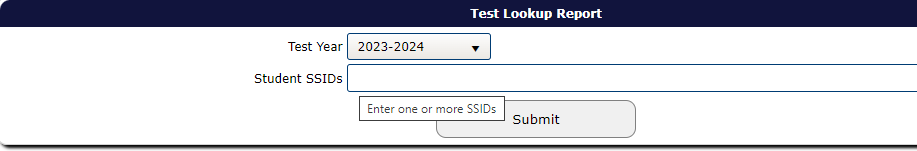 Test Lookup Report
Test Year 2023-2024
Student SSIDs
Enter one or more SSIDs
Submit